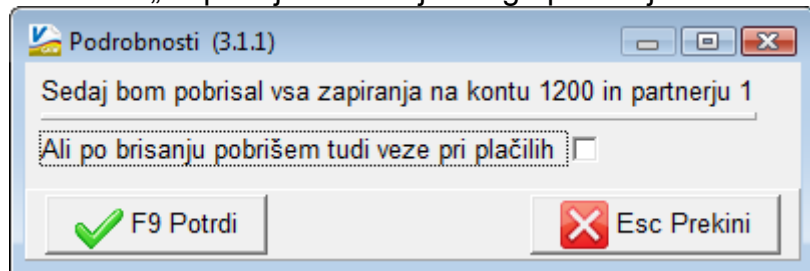 Podrobnosti (3.1.1)
Sedaj bom pobrisal vsa zapiranja na kontu 1200 in partnerju 1
Ali po brisanju pobrišem tudi veze pri plačilih
F9 Potrdi
Esc Prekini